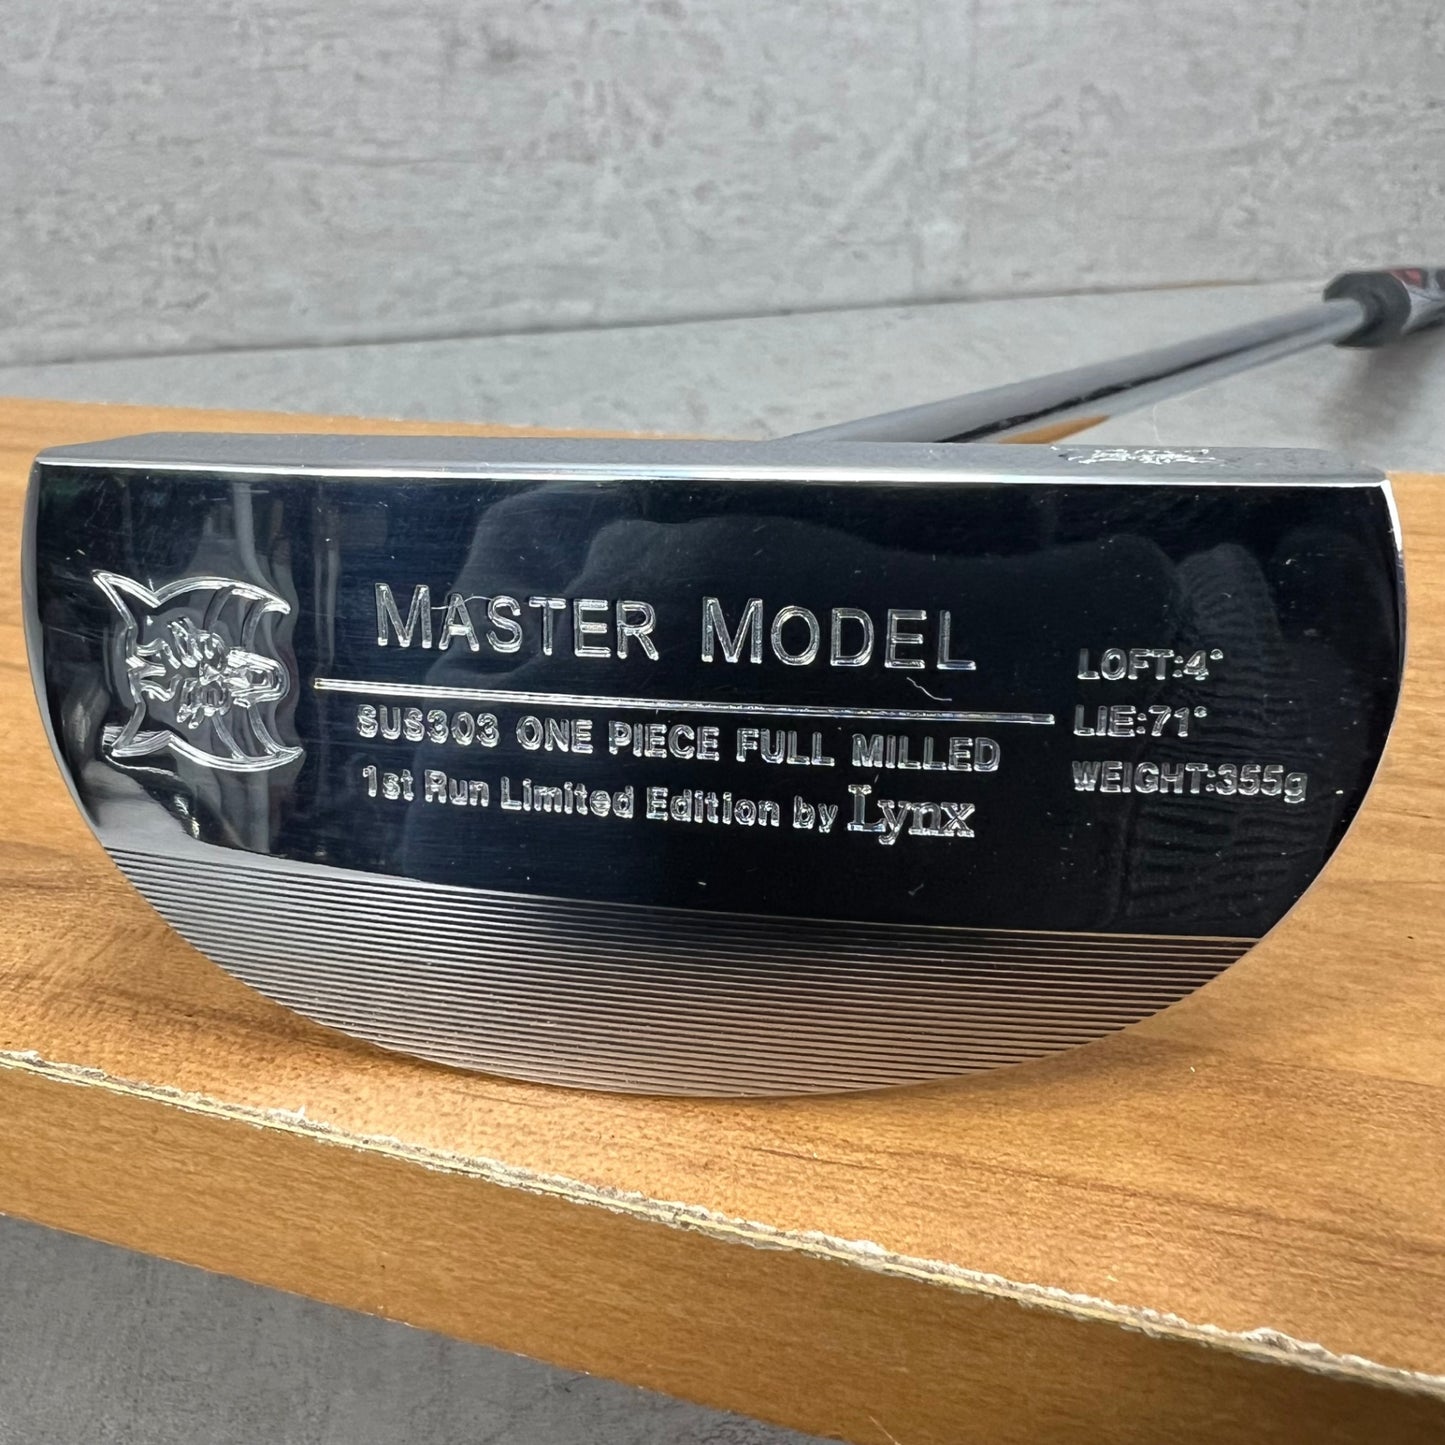 MASTER MODEL
SUS303 ONE PIECE FULL MILLED
1st Run Limited Edition by Lynx
LOFT:4°
LIE:71°
WEIGHT:355g